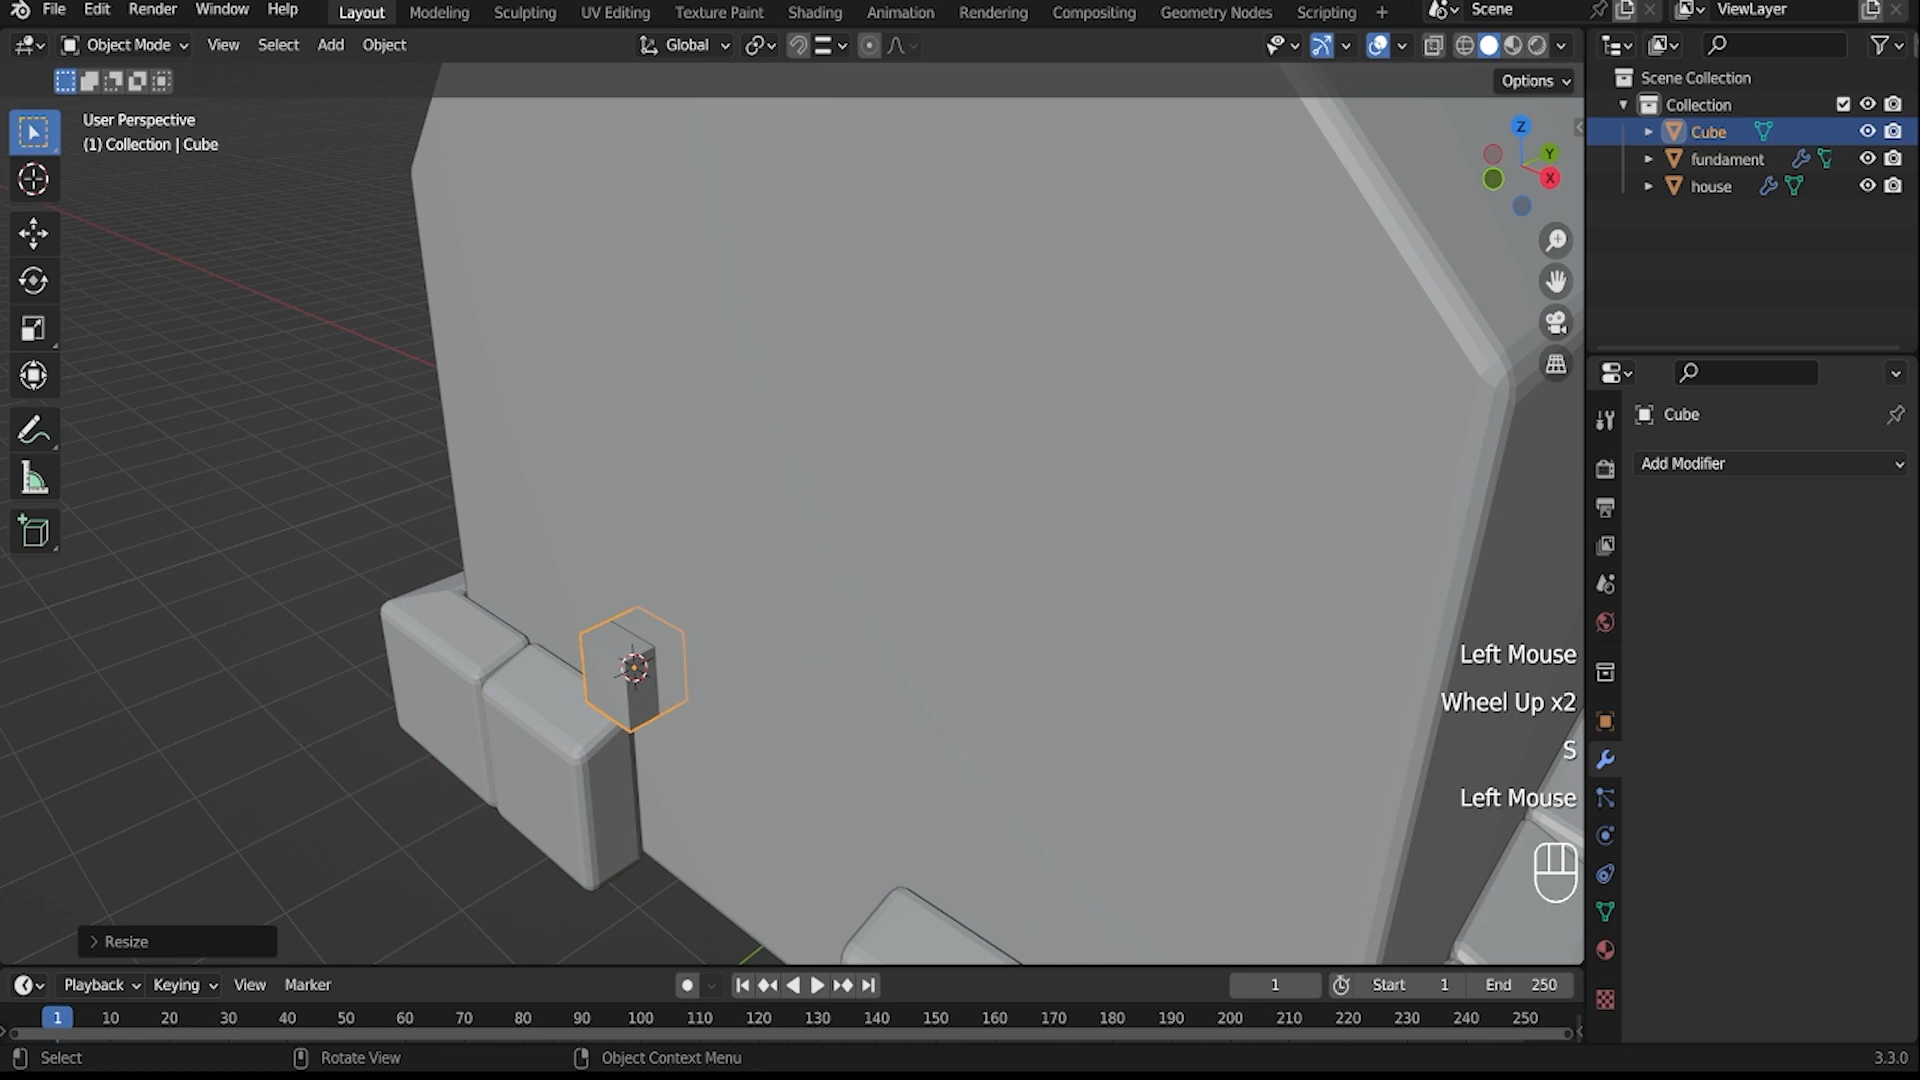 File Edit Render Window Help Layout Modeling Sculpting UV Editing Texture Paint Shading Animation Rendering Compositing Geometry Nodes Scripting + Scene ViewLayer
Object Mode View Select Add Object Global
Options
User Perspective
(1) Collection | Cube
Z
Y
X
Scene Collection
Collection
Cube
fundament
house
Cube
Add Modifier
Left Mouse
Wheel Up x2
S
Left Mouse
Resize
Playback Keying View Marker 1 Start 1 End 250
1 10 20 30 40 50 60 70 80 90 100 110 120 130 140 150 160 170 180 190 200 210 220 230 240 250
Select Rotate View Object Context Menu 3.3.0